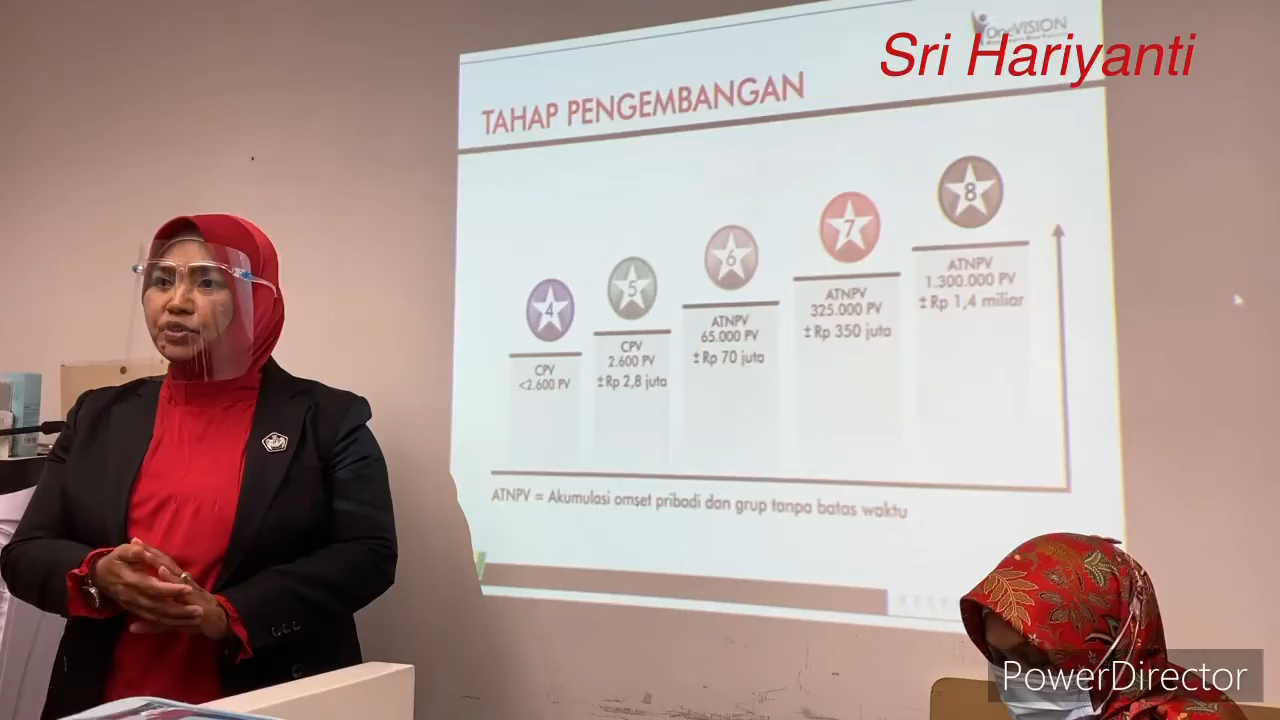 OneVISION
Sri Hariyanti
TAHAP PENGEMBANGAN
8
7
6
5
4
ATNPV
1.300.000 PV
± Rp 1,4 miliar
ATNPV
325.000 PV
± Rp 350 juta
ATNPV
65.000 PV
± Rp 70 juta
CPV
2.600 PV
± Rp 2,8 juta
CPV
<2.600 PV
ATNPV = Akumulasi omset pribadi dan grup tanpa batas waktu
PowerDirector